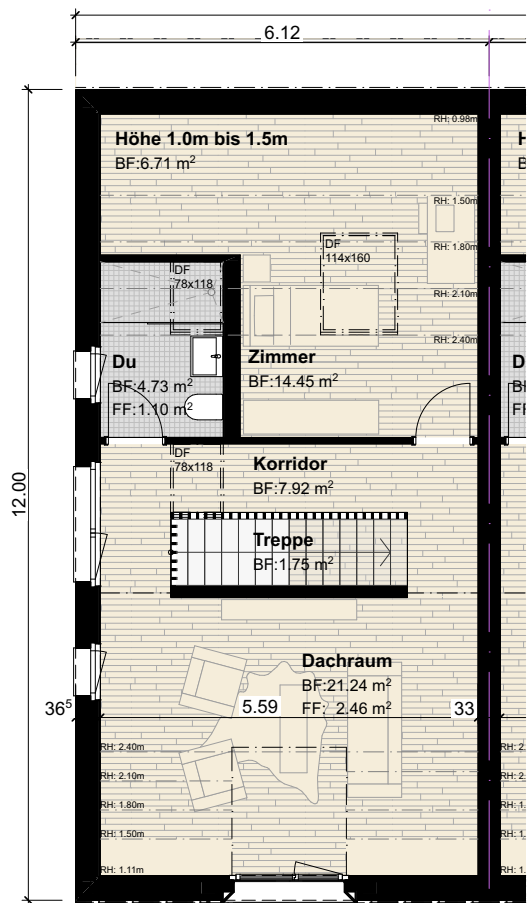 6.12
RH: 0.98m
Höhe 1.0m bis 1.5m
H
BF:6.71 m²
RH: 1.50m
RH: 1.80m
DF
114x160
DF
78x118
RH: 2.10m
RH: 2.40m
Du
Zimmer
D
BF:4.73 m²
BF:14.45 m²
FF:1.10 m²
DF
78x118
Korridor
BF:7.92 m²
12.00
Treppe
BF:1.75 m²
Dachraum
BF:21.24 m²
FF: 2.46 m²
36⁵
5.59
33
RH: 2.40m
RH: 2.10m
RH: 1.80m
RH: 1.50m
RH: 1.11m